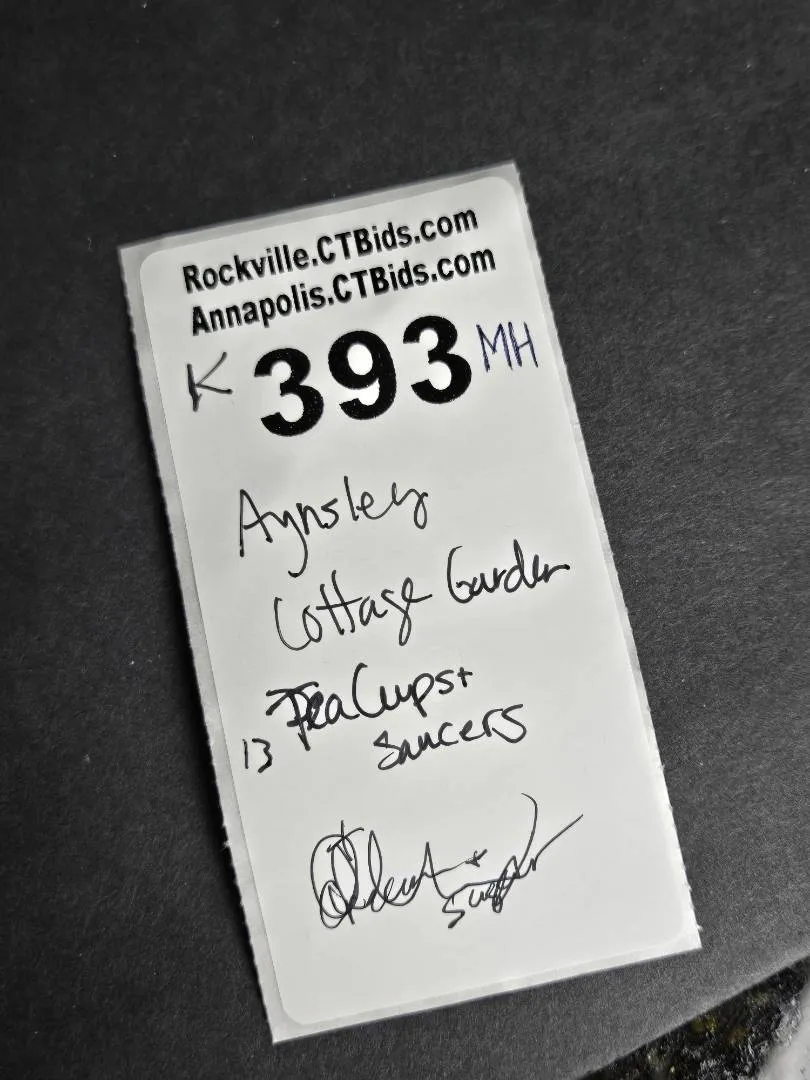 Rockville.CTBids.com
Annapolis.CTBids.com
K 393 MH
Aynsley
Cottage Garden
Tea Cups +
13 Saucers
+